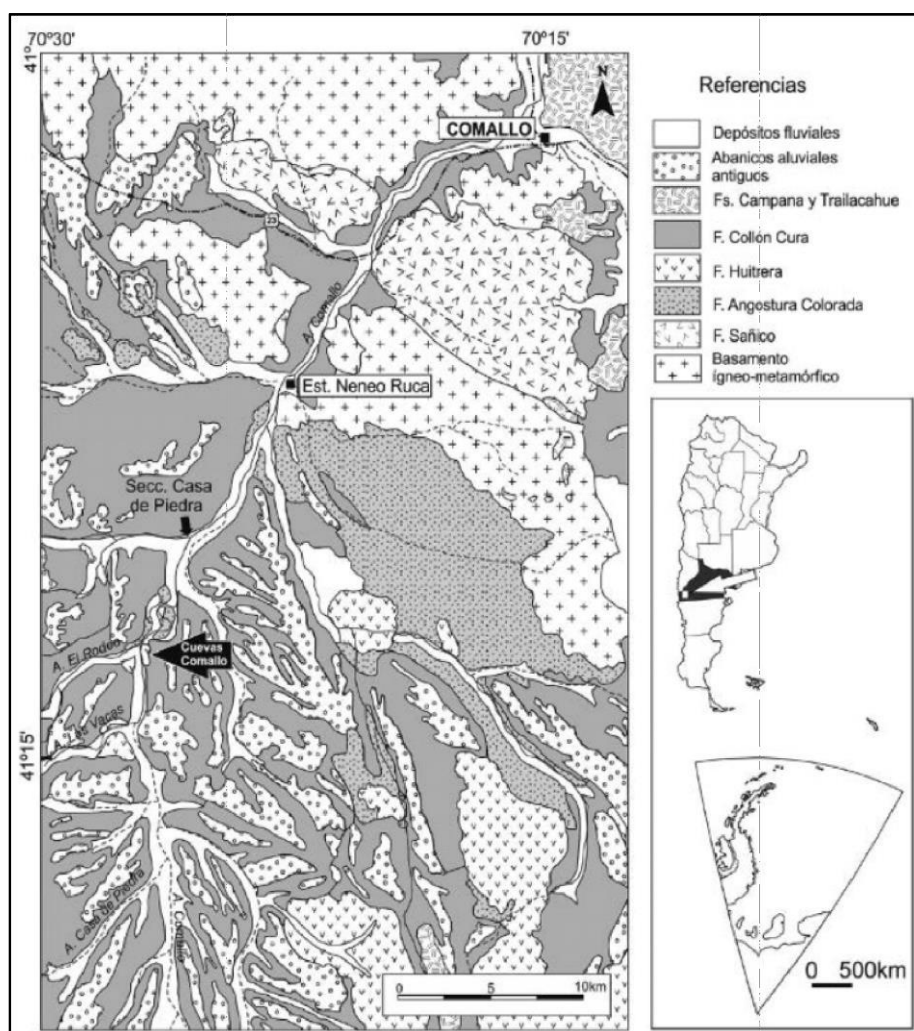 70°30'
70°15'
41°
N
COMALLO
23
A. Comallo
Est. Neneo Ruca
Secc. Casa
de Piedra
A. El Rodeo
Cuevas
Comallo
Las Vacas
41°15'
A. Casa de Piedra
A. Comallo
0 5 10km
Referencias
Depósitos fluviales
Abanicos aluviales
antiguos
Fs. Campana y Trailacahue
F. Collón Cura
F. Huitrera
F. Angostura Colorada
F. Sañico
Basamento
ígneo-metamórfico
0 500km